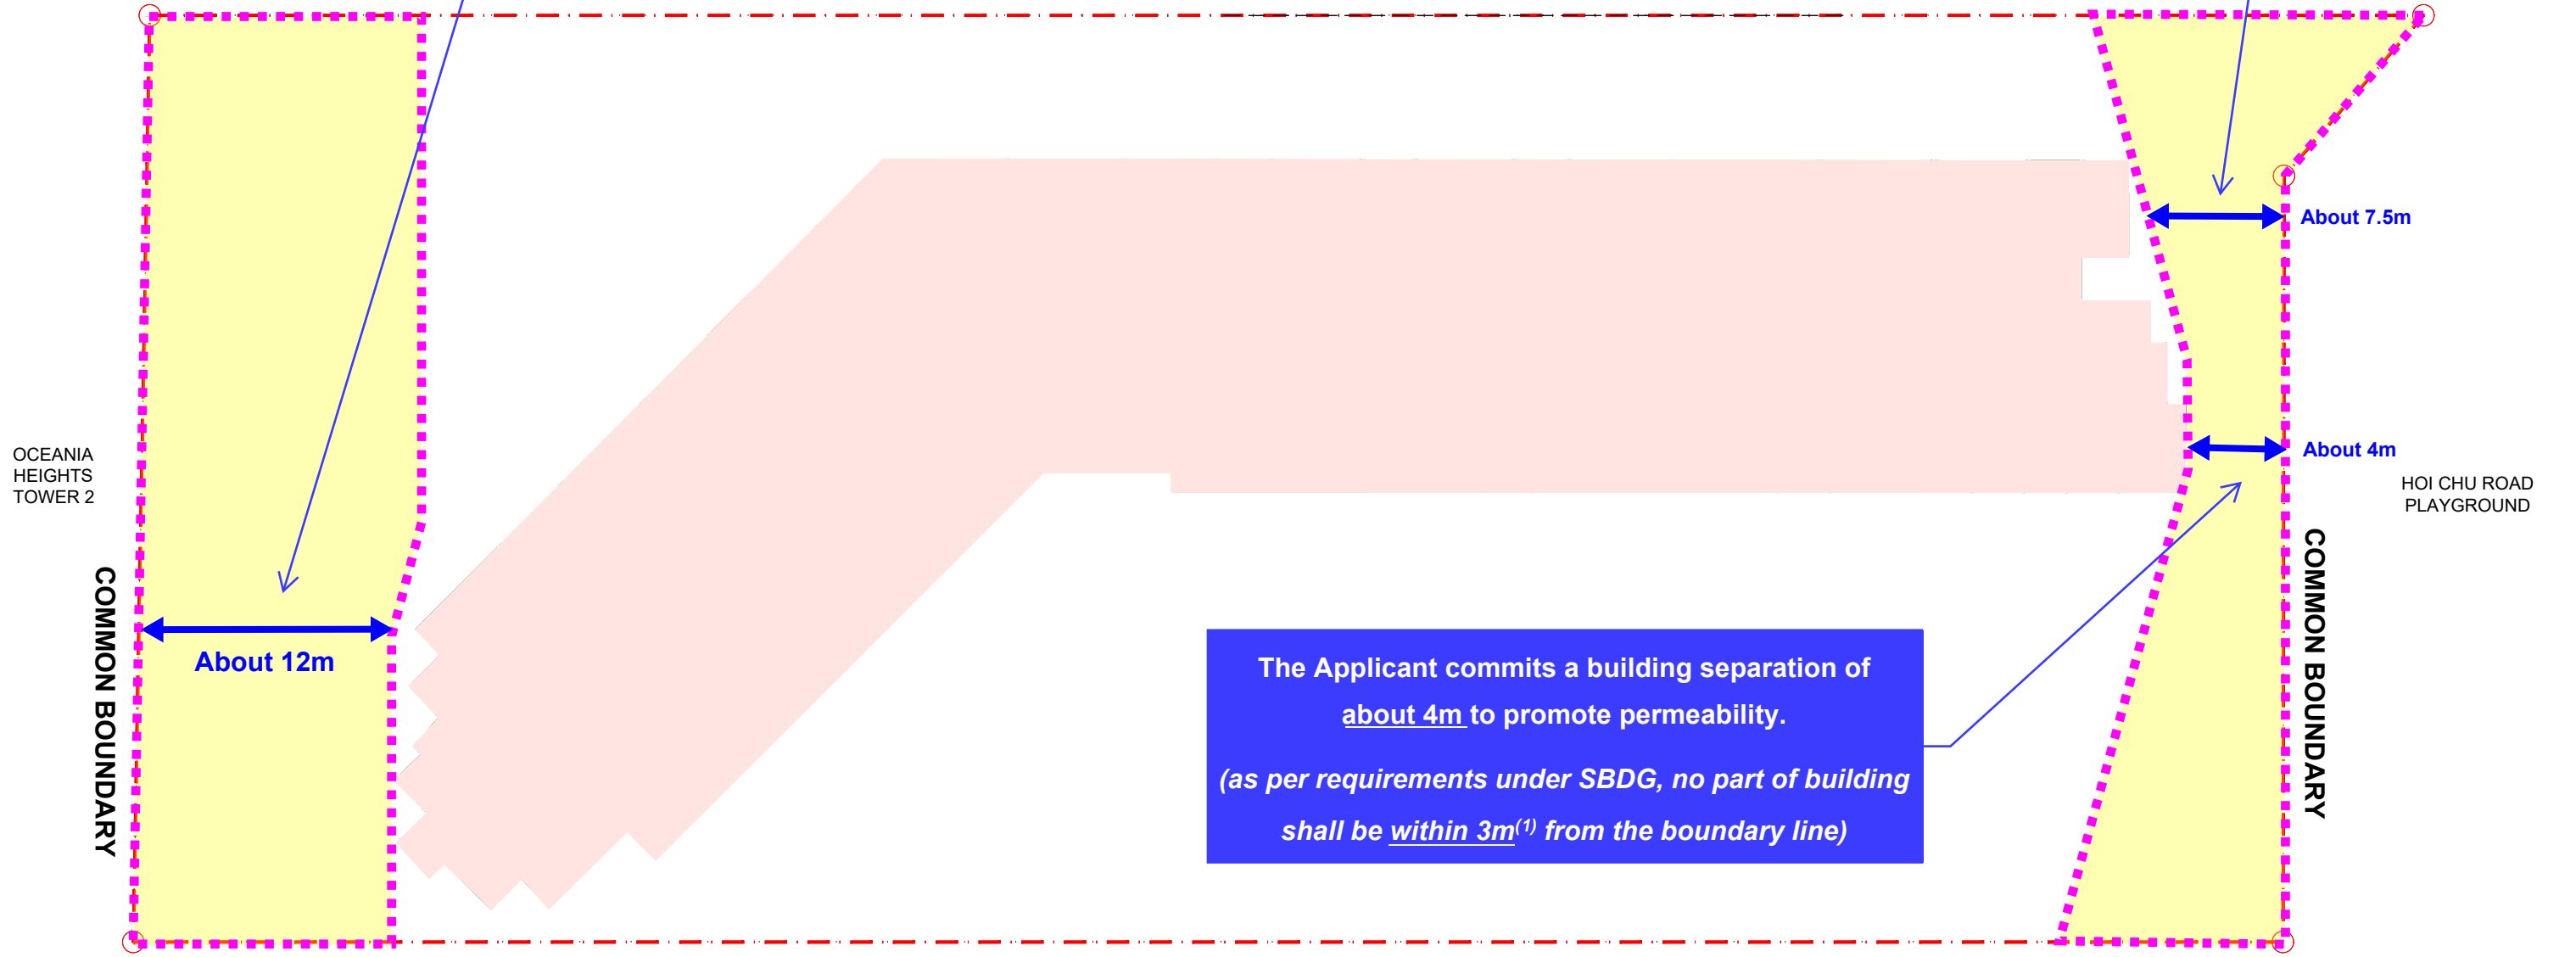 About 7.5m
OCEANIA
HEIGHTS
TOWER 2
About 4m
HOI CHU ROAD
PLAYGROUND
COMMON BOUNDARY
About 12m
COMMON BOUNDARY
The Applicant commits a building separation of
about 4m to promote permeability.
(as per requirements under SBDG, no part of building
shall be within 3m(1) from the boundary line)